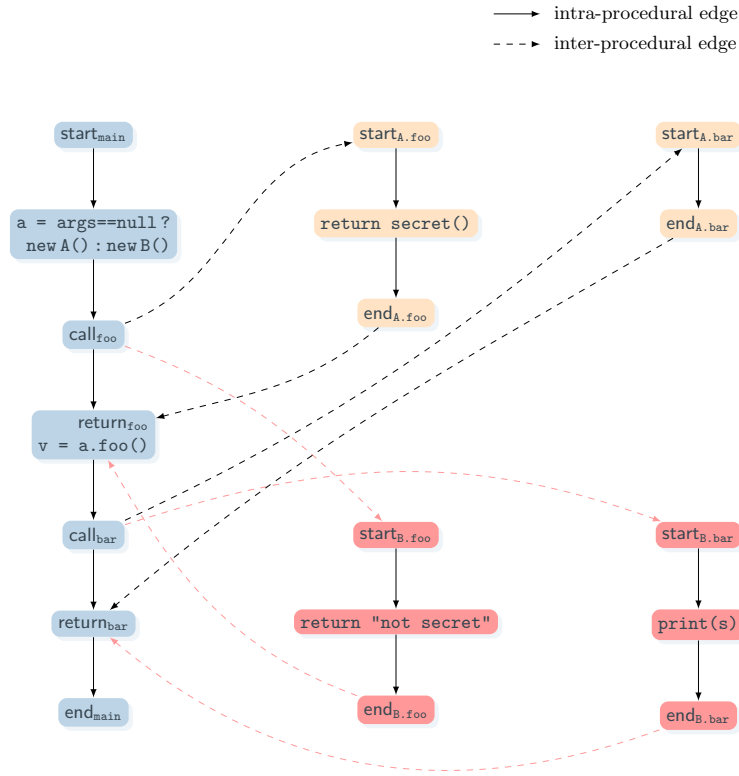 intra-procedural edge
inter-procedural edge
start_main
start_A.foo
start_A.bar
a = args==null?
new A():new B()
return secret()
end_A.bar
end_A.foo
call_foo
return_foo
v = a.foo()
call_bar
start_B.foo
start_B.bar
return_bar
return "not secret"
print(s)
end_main
end_B.foo
end_B.bar